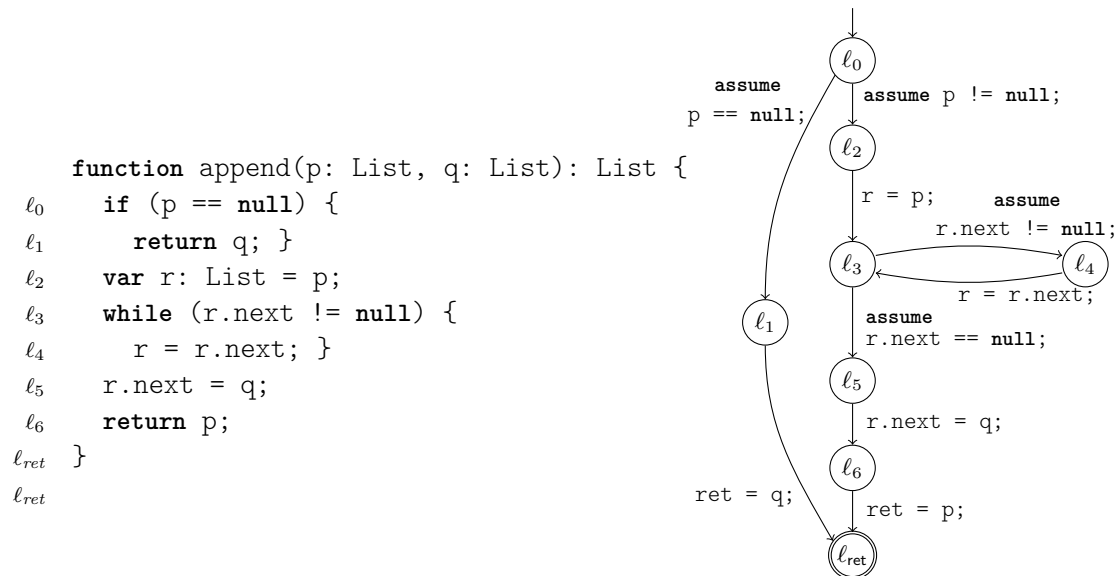 function append(p: List, q: List): List {
ℓ0 if (p == null) {
ℓ1 return q; }
ℓ2 var r: List = p;
ℓ3 while (r.next != null) {
ℓ4 r = r.next; }
ℓ5 r.next = q;
ℓ6 return p;
ℓret }
ℓret
ℓ0
assume
p == null;
assume p != null;
ℓ2
r = p;
assume
r.next != null;
ℓ3
ℓ4
r = r.next;
ℓ1
assume
r.next == null;
ℓ5
r.next = q;
ℓ6
ret = q;
ret = p;
ℓret